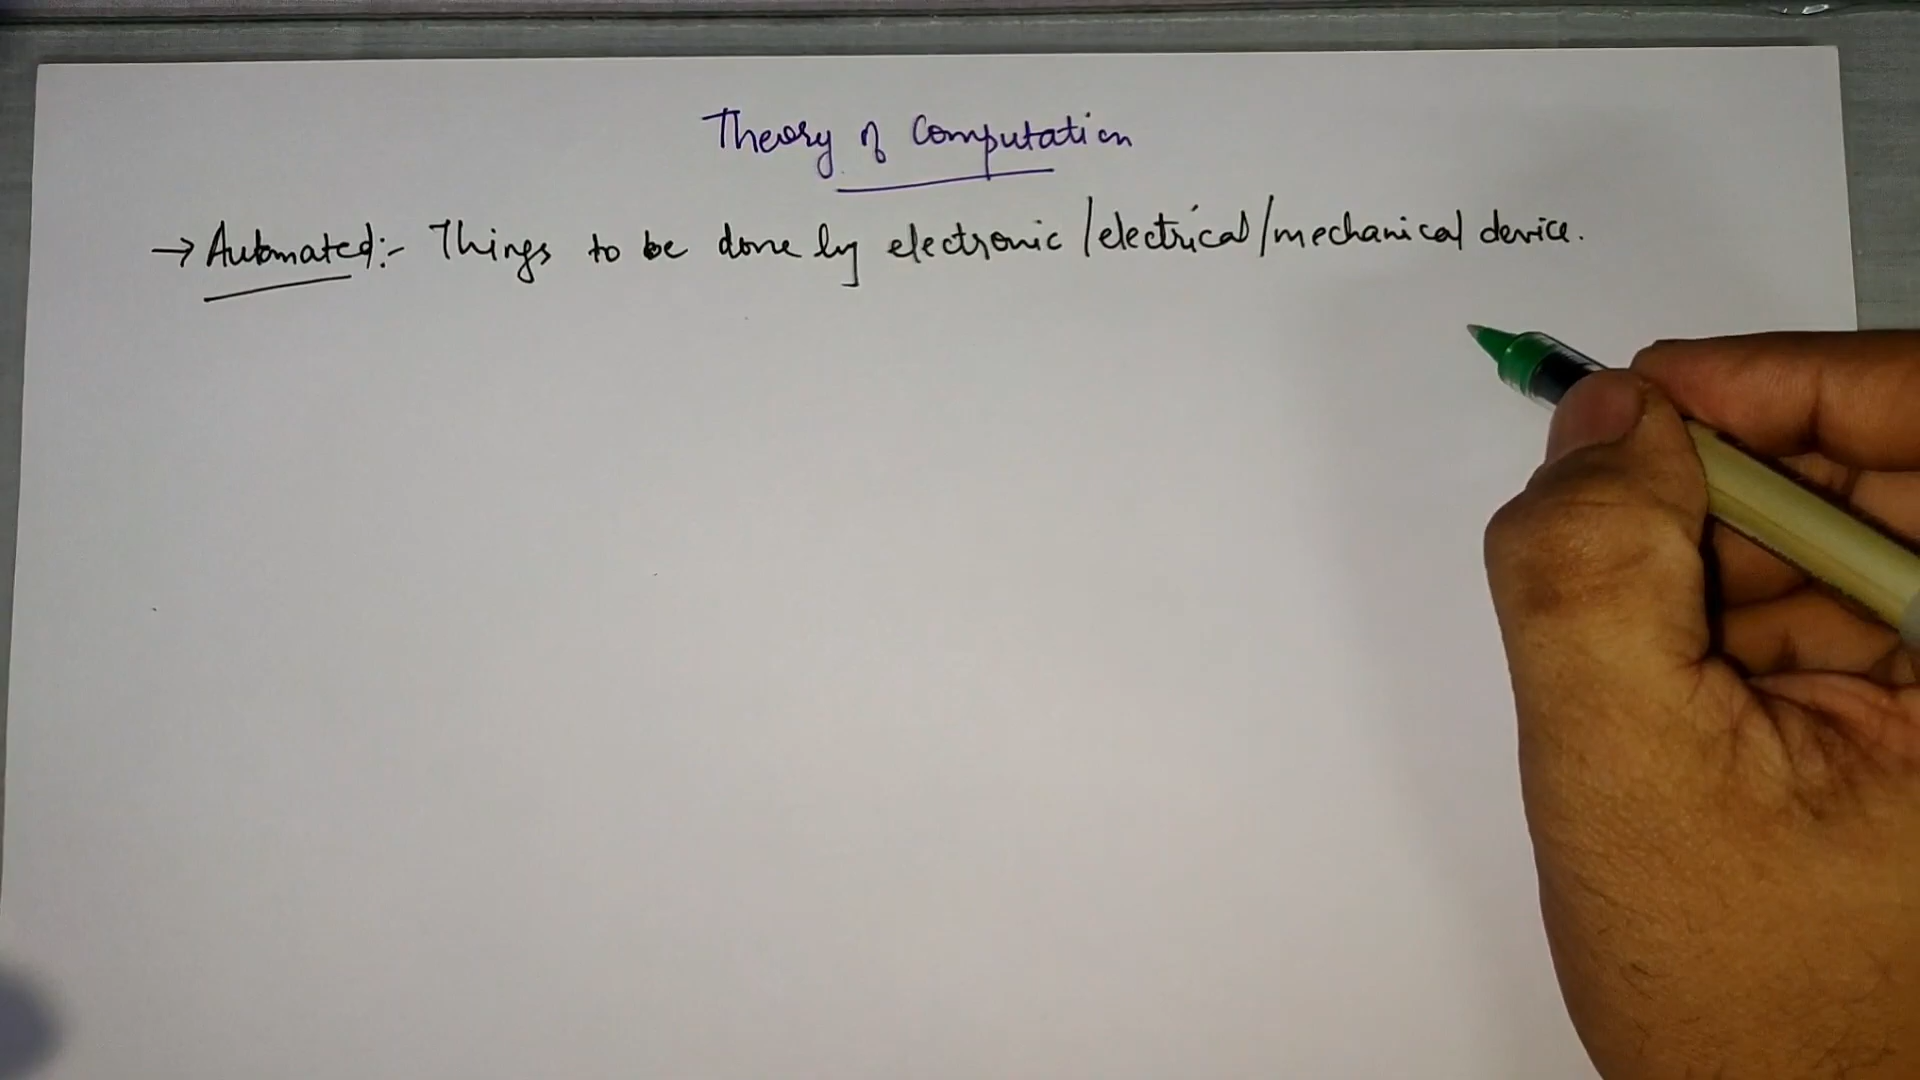 Theory of Computation
→ Automated:- Things to be done by electronic/electrical/mechanical device.